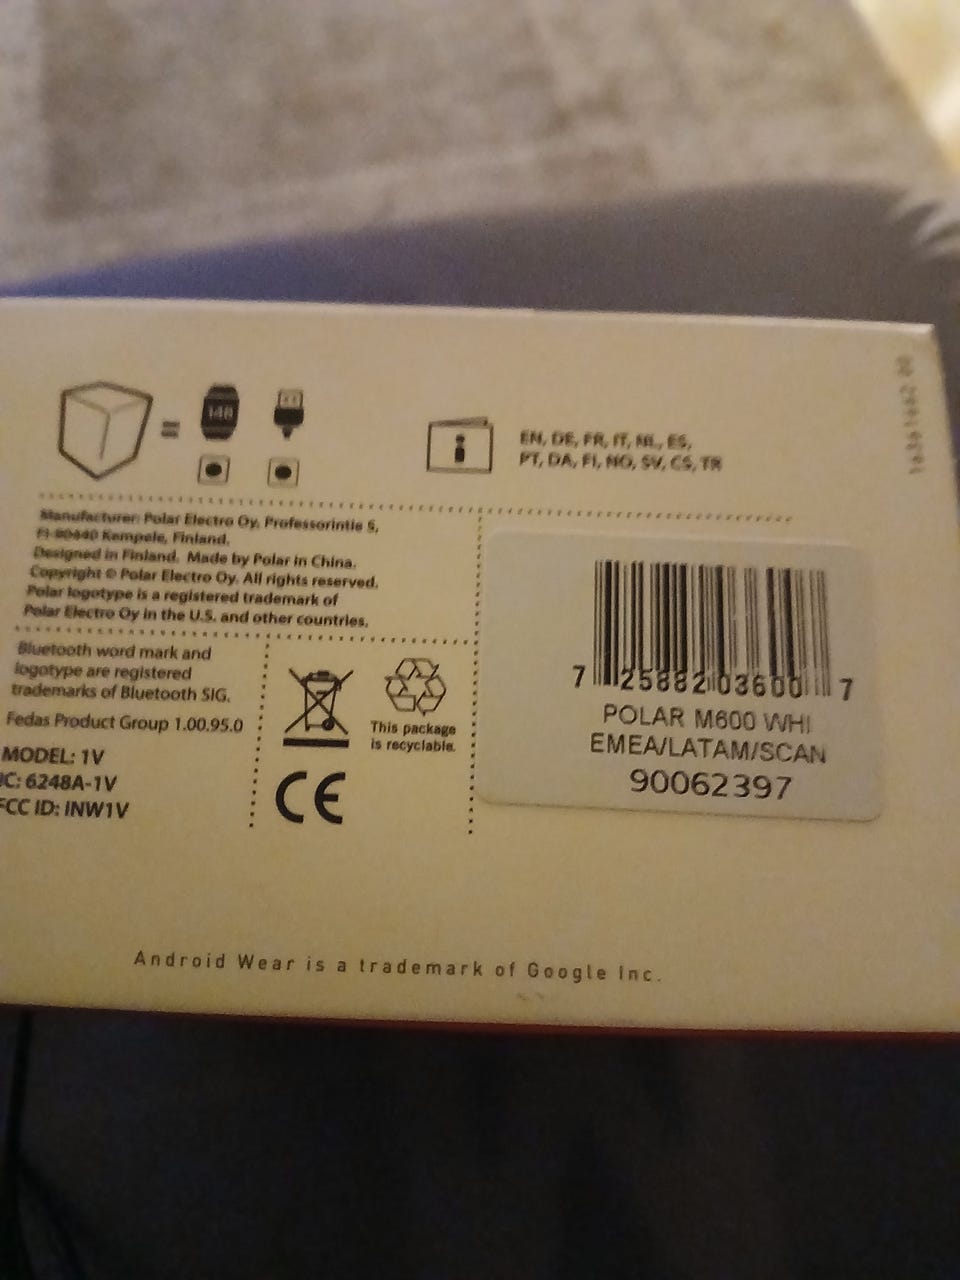 148
EN, DE, FR, IT, NL, ES,
PT, DA, FI, NO, SV, CS, TR
Manufacturer: Polar Electro Oy, Professorintie 5,
FI-90440 Kempele, Finland.
Designed in Finland. Made by Polar in China.
Copyright © Polar Electro Oy. All rights reserved.
Polar logotype is a registered trademark of
Polar Electro Oy in the U.S. and other countries.
Bluetooth word mark and
logotype are registered
trademarks of Bluetooth SIG.
Fedas Product Group 1.00.95.0
MODEL: 1V
IC: 6248A-1V
FCC ID: INW1V
This package
is recyclable.
CE
7 25882 03600 7
POLAR M600 WHI
EMEA/LATAM/SCAN
90062397
Android Wear is a trademark of Google Inc.